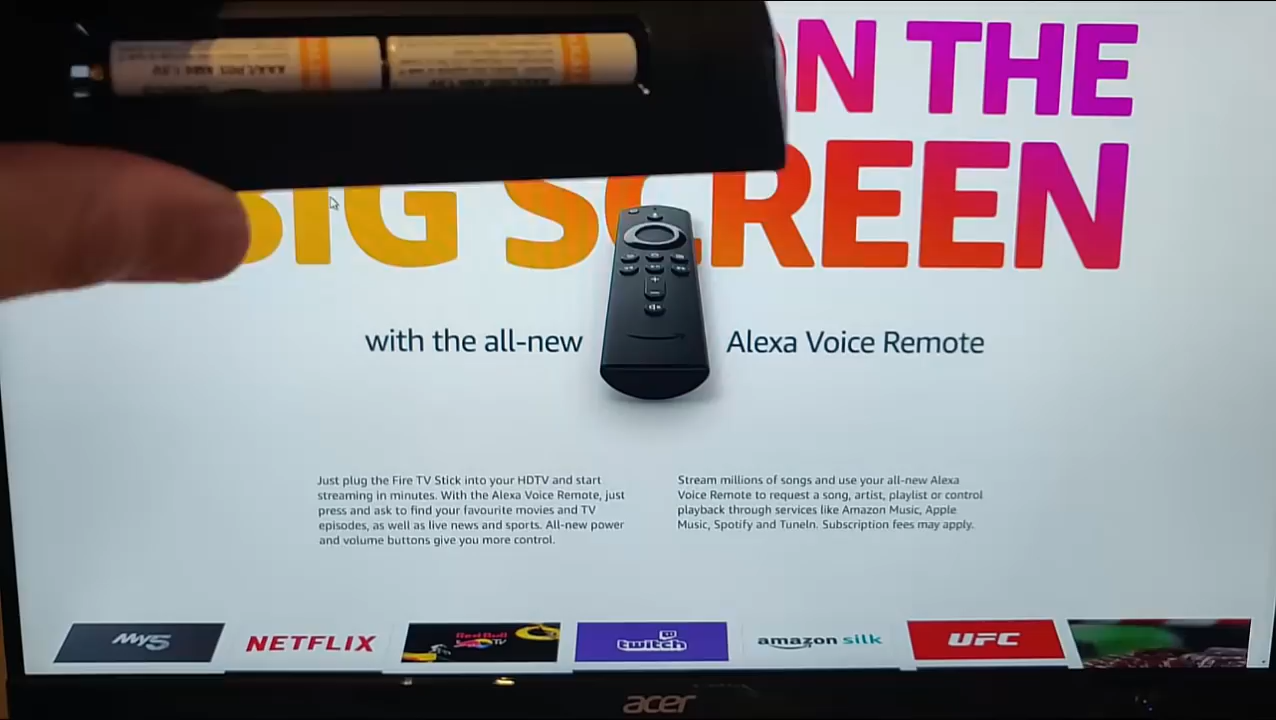 N THE
BIG SCREEN
with the all-new
Alexa Voice Remote
Just plug the Fire TV Stick into your HDTV and start
streaming in minutes. With the Alexa Voice Remote, just
press and ask to find your favourite movies and TV
episodes, as well as live news and sports. All-new power
and volume buttons give you more control.
Stream millions of songs and use your all-new Alexa
Voice Remote to request a song, artist, playlist or control
playback through services like Amazon Music, Apple
Music, Spotify and TuneIn. Subscription fees may apply.
My5
NETFLIX
Red Bull TV
twitch
amazon silk
UFC
acer